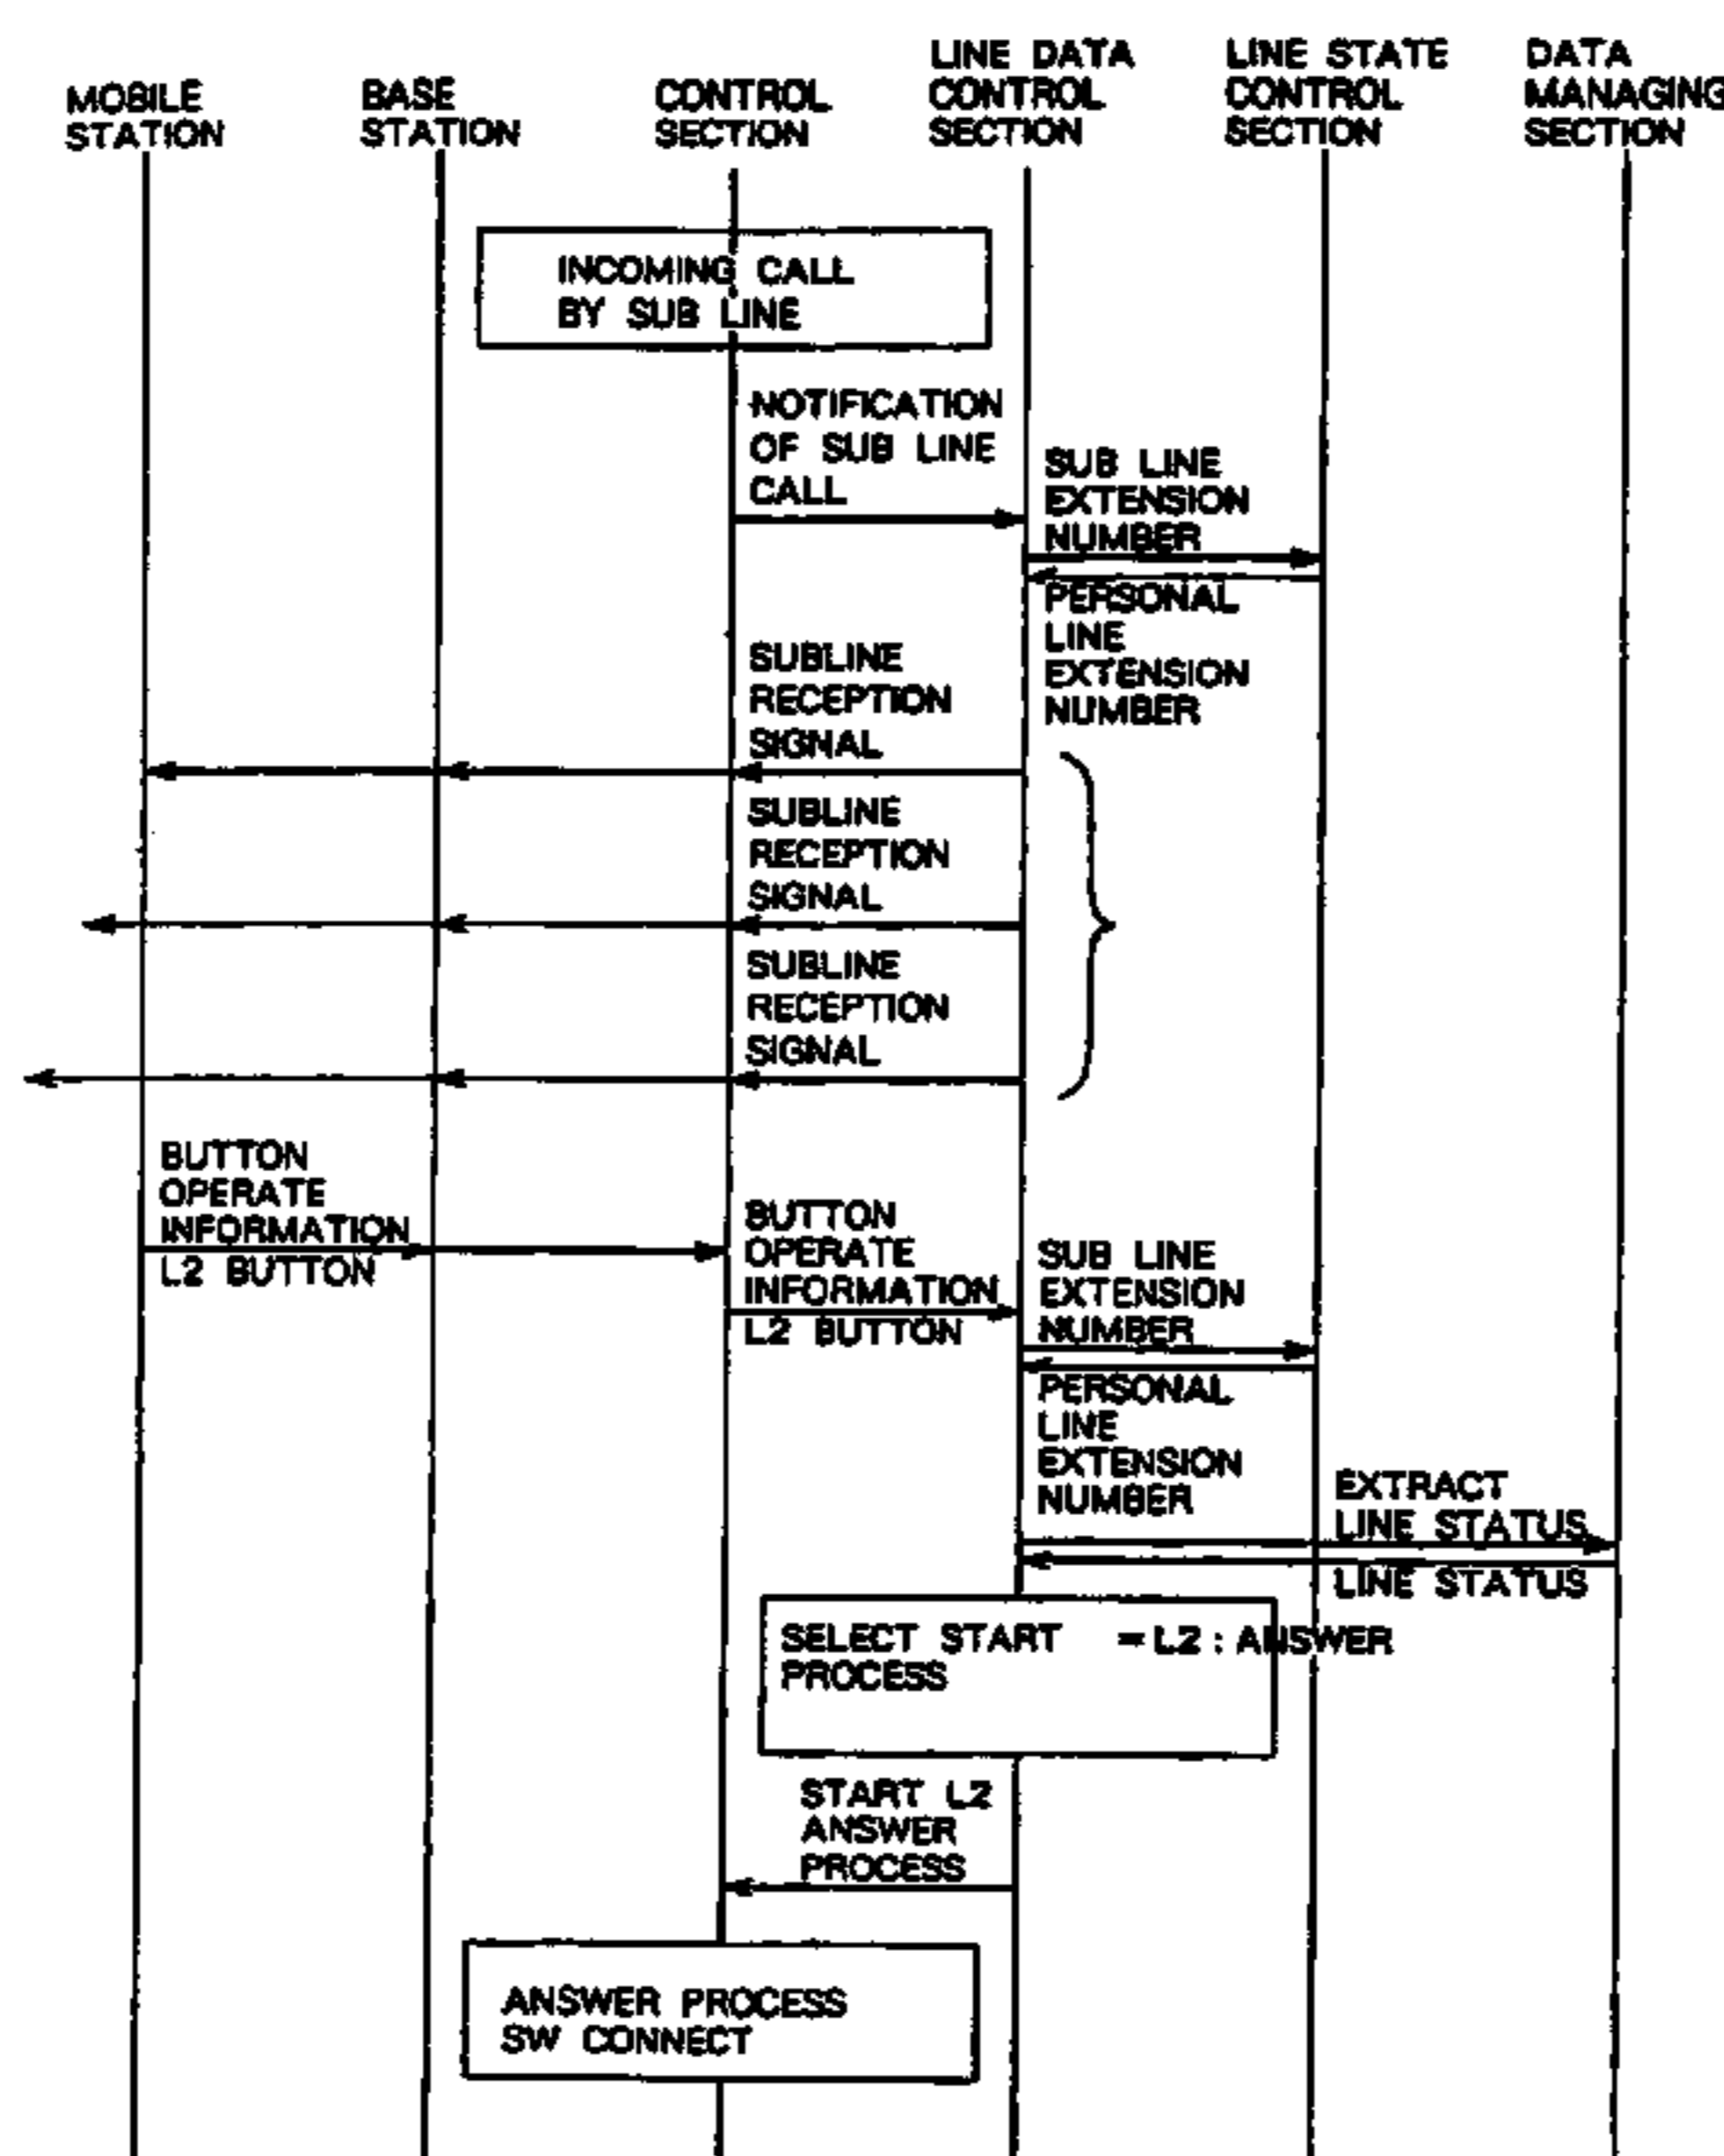 MOBILE
STATION
BASE
STATION
CONTROL
SECTION
LINE DATA
CONTROL
SECTION
LINE STATE
CONTROL
SECTION
DATA
MANAGING
SECTION
INCOMING CALL
BY SUB LINE
NOTIFICATION
OF SUB LINE
CALL
SUB LINE
EXTENSION
NUMBER
PERSONAL
LINE
EXTENSION
NUMBER
SUBLINE
RECEPTION
SIGNAL
SUBLINE
RECEPTION
SIGNAL
SUBLINE
RECEPTION
SIGNAL
BUTTON
OPERATE
INFORMATION
L2 BUTTON
BUTTON
OPERATE
INFORMATION
L2 BUTTON
SUB LINE
EXTENSION
NUMBER
PERSONAL
LINE
EXTENSION
NUMBER
EXTRACT
LINE STATUS
LINE STATUS
SELECT START = L2 : ANSWER
PROCESS
START L2
ANSWER
PROCESS
ANSWER PROCESS
SW CONNECT